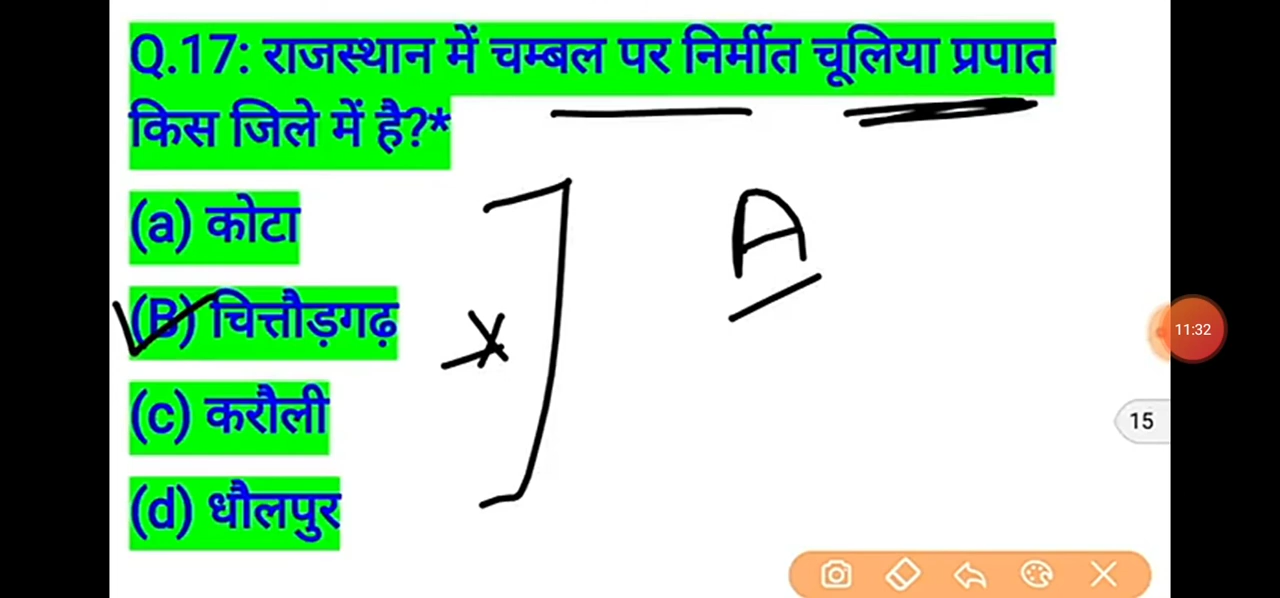 Q.17: राजस्थान में चम्बल पर निर्मीत चूलिया प्रपात
किस जिले में है?*
(a) कोटा
A
(B) चित्तौड़गढ़
(c) करौली
(d) धौलपुर
11:32
15